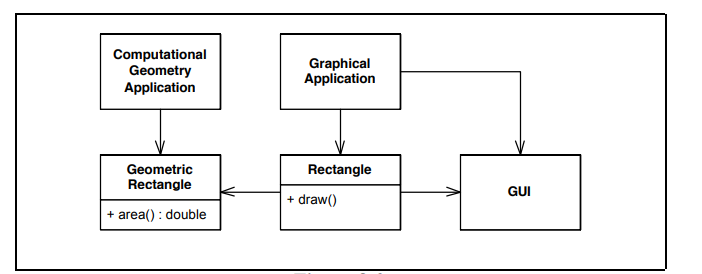 Computational
Geometry
Application
Graphical
Application
Geometric
Rectangle
+ area() : double
Rectangle
+ draw()
GUI